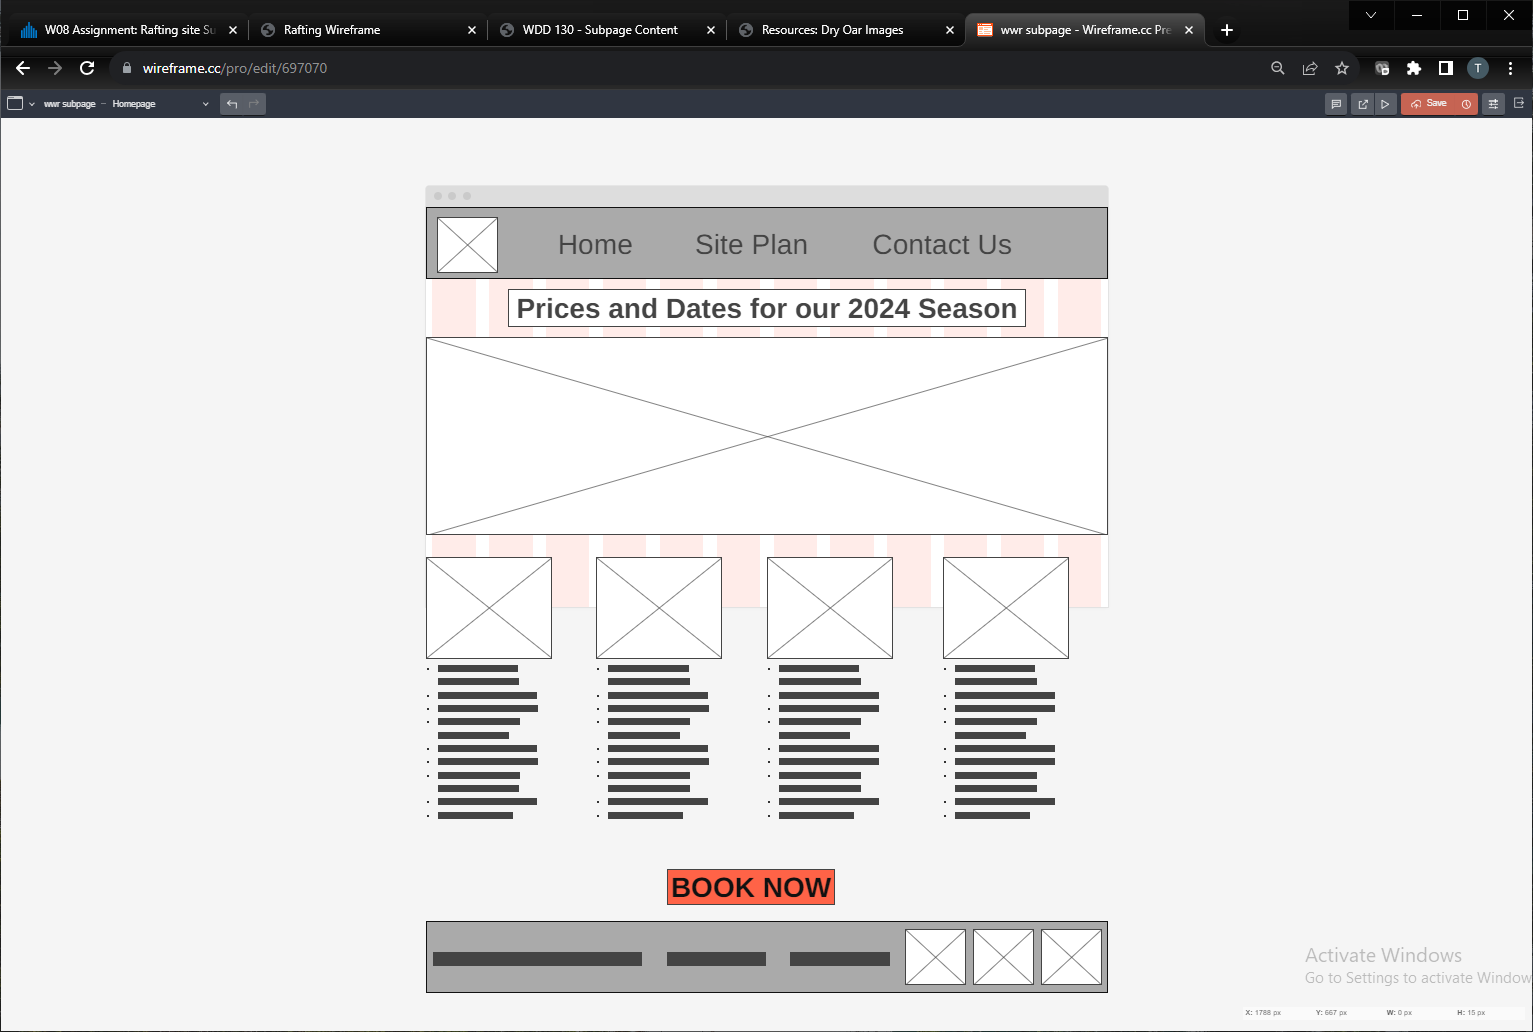 W08 Assignment: Rafting site Su
Rafting Wireframe
WDD 130 - Subpage Content
Resources: Dry Oar Images
wwr subpage - Wireframe.cc Pre
wireframe.cc/pro/edit/697070
T
wwr subpage – Homepage
Save
Home Site Plan Contact Us
Prices and Dates for our 2024 Season
BOOK NOW
Activate Windows
Go to Settings to activate Window
X: 1788 px Y: 667 px W: 0 px H: 15 px